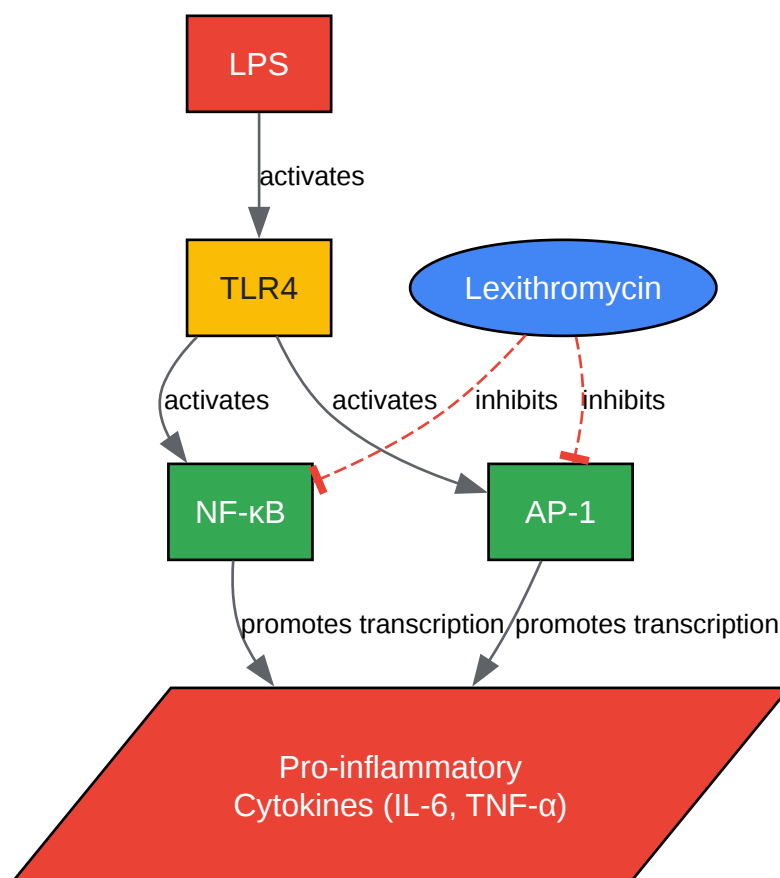 LPS
activates
TLR4
Lexithromycin
activates
activates
inhibits
inhibits
NF-κB
AP-1
promotes transcription
promotes transcription
Pro-inflammatory
Cytokines (IL-6, TNF-α)